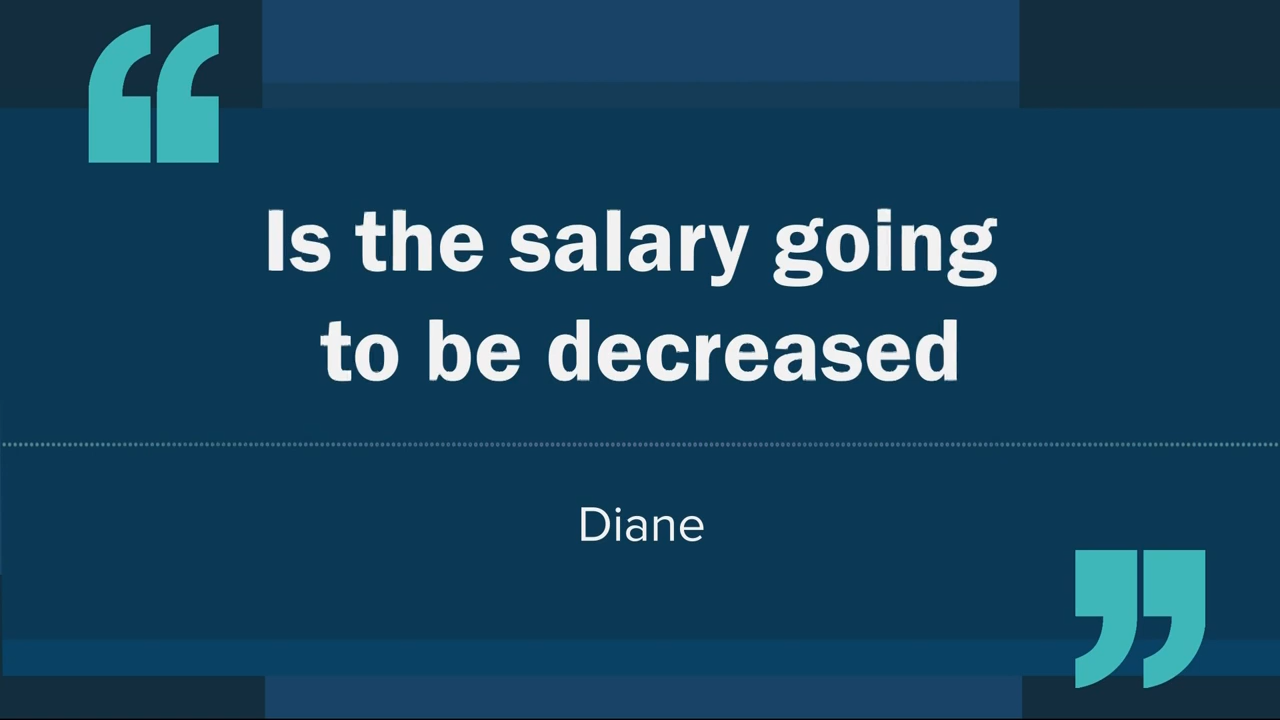 “
Is the salary going
to be decreased
Diane
”